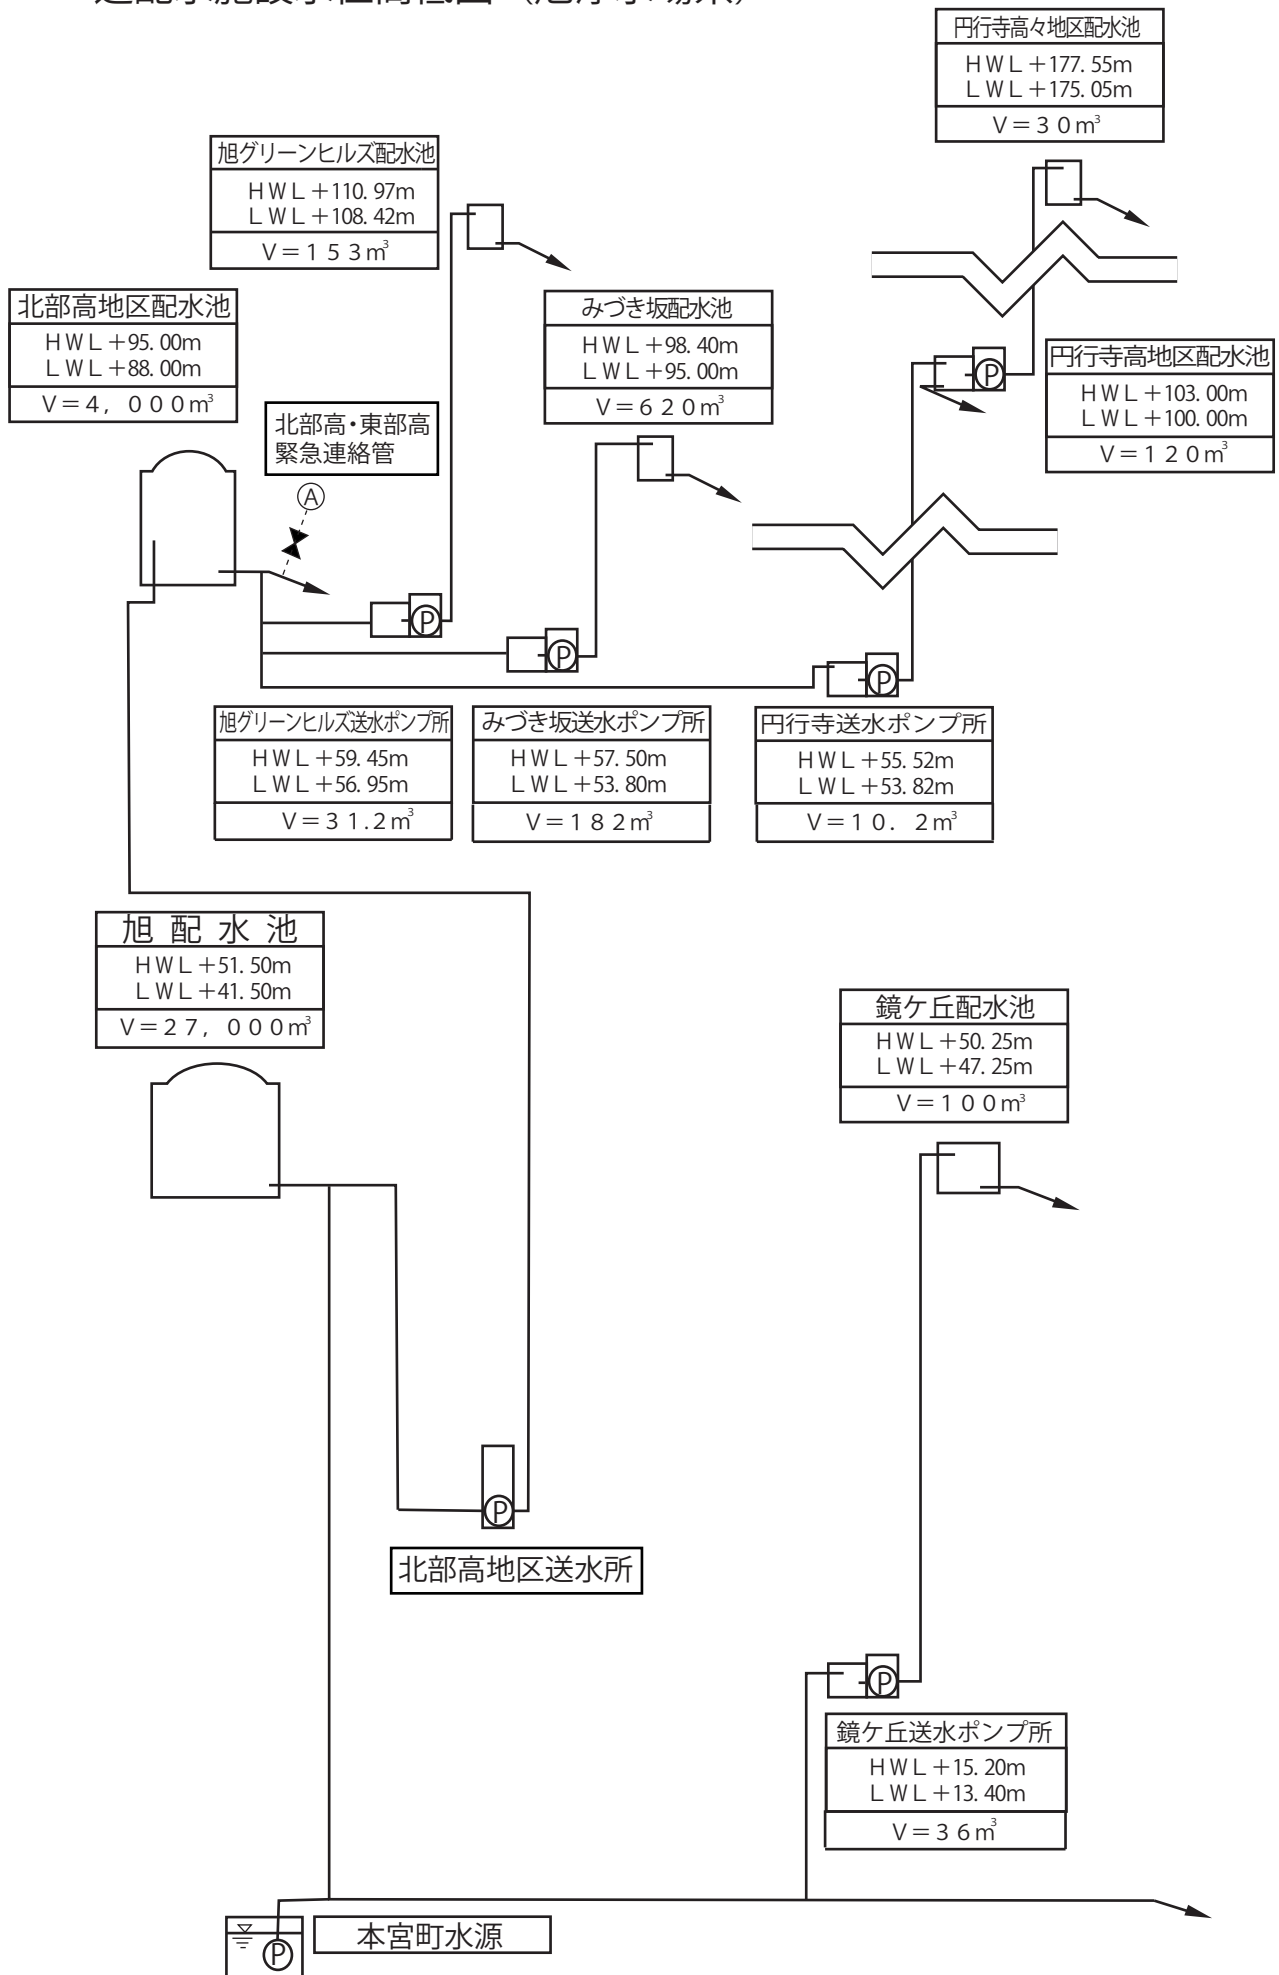 円行寺高々地区配水池
ＨＷＬ＋177.55m
ＬＷＬ＋175.05m
Ｖ＝３０㎥
旭グリーンヒルズ配水池
ＨＷＬ＋110.97m
ＬＷＬ＋108.42m
Ｖ＝１５３㎥
北部高地区配水池
ＨＷＬ＋95.00m
ＬＷＬ＋88.00m
Ｖ＝4,０００㎥
みづき坂配水池
ＨＷＬ＋98.40m
ＬＷＬ＋95.00m
Ｖ＝６２０㎥
円行寺高地区配水池
ＨＷＬ＋103.00m
ＬＷＬ＋100.00m
Ｖ＝１２０㎥
北部高・東部高
緊急連絡管
Ⓐ
Ⓟ
Ⓟ
Ⓟ
Ⓟ
旭グリーンヒルズ送水ポンプ所
ＨＷＬ＋59.45m
ＬＷＬ＋56.95m
Ｖ＝３１.２㎥
みづき坂送水ポンプ所
ＨＷＬ＋57.50m
ＬＷＬ＋53.80m
Ｖ＝１８２㎥
円行寺送水ポンプ所
ＨＷＬ＋55.52m
ＬＷＬ＋53.82m
Ｖ＝１０.２㎥
旭配水池
ＨＷＬ＋51.50m
ＬＷＬ＋41.50m
Ｖ＝２７,０００㎥
鏡ケ丘配水池
ＨＷＬ＋50.25m
ＬＷＬ＋47.25m
Ｖ＝１００㎥
Ⓟ
北部高地区送水所
Ⓟ
鏡ケ丘送水ポンプ所
ＨＷＬ＋15.20m
ＬＷＬ＋13.40m
Ｖ＝３６㎥
Ⓟ
本宮町水源